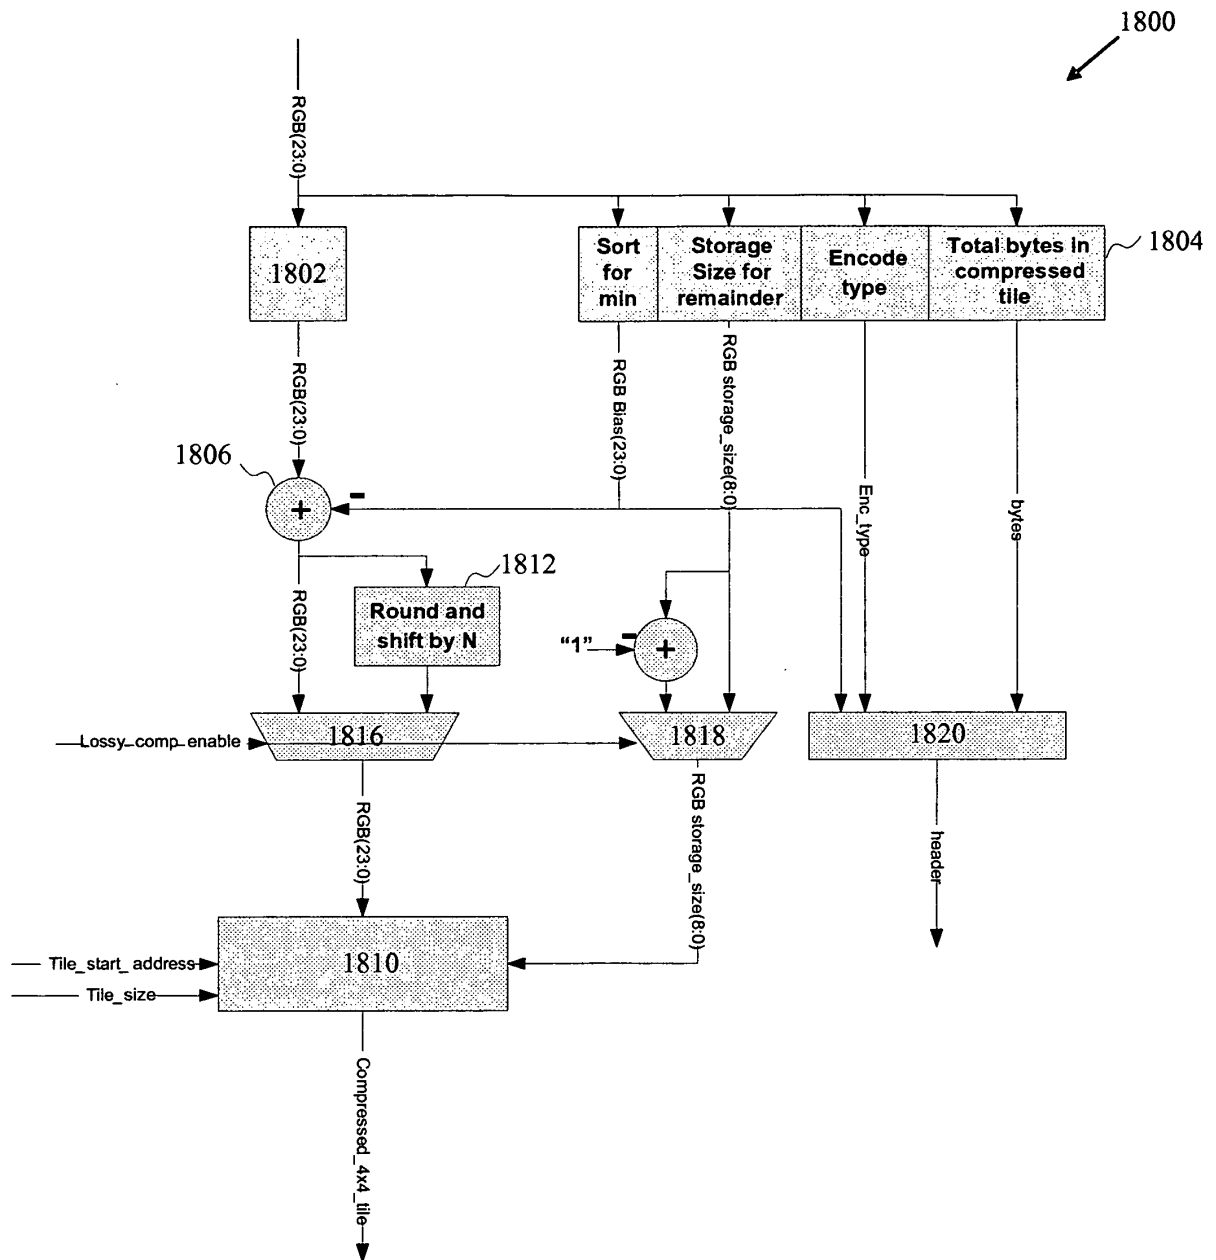 1800
RGB(23:0)
1802
Sort
for
min
Storage
Size for
remainder
Encode
type
Total bytes in
compressed
tile
1804
RGB(23:0)
RGB Bias(23:0)
RGB storage_size(8:0)
Enc_type
bytes
1806
-
+
1812
RGB(23:0)
Round and
shift by N
"1"
-
+
Lossy_comp_enable
1816
1818
1820
RGB(23:0)
RGB storage_size(8:0)
header
Tile_start_address
Tile_size
1810
Compressed_4x4_tile